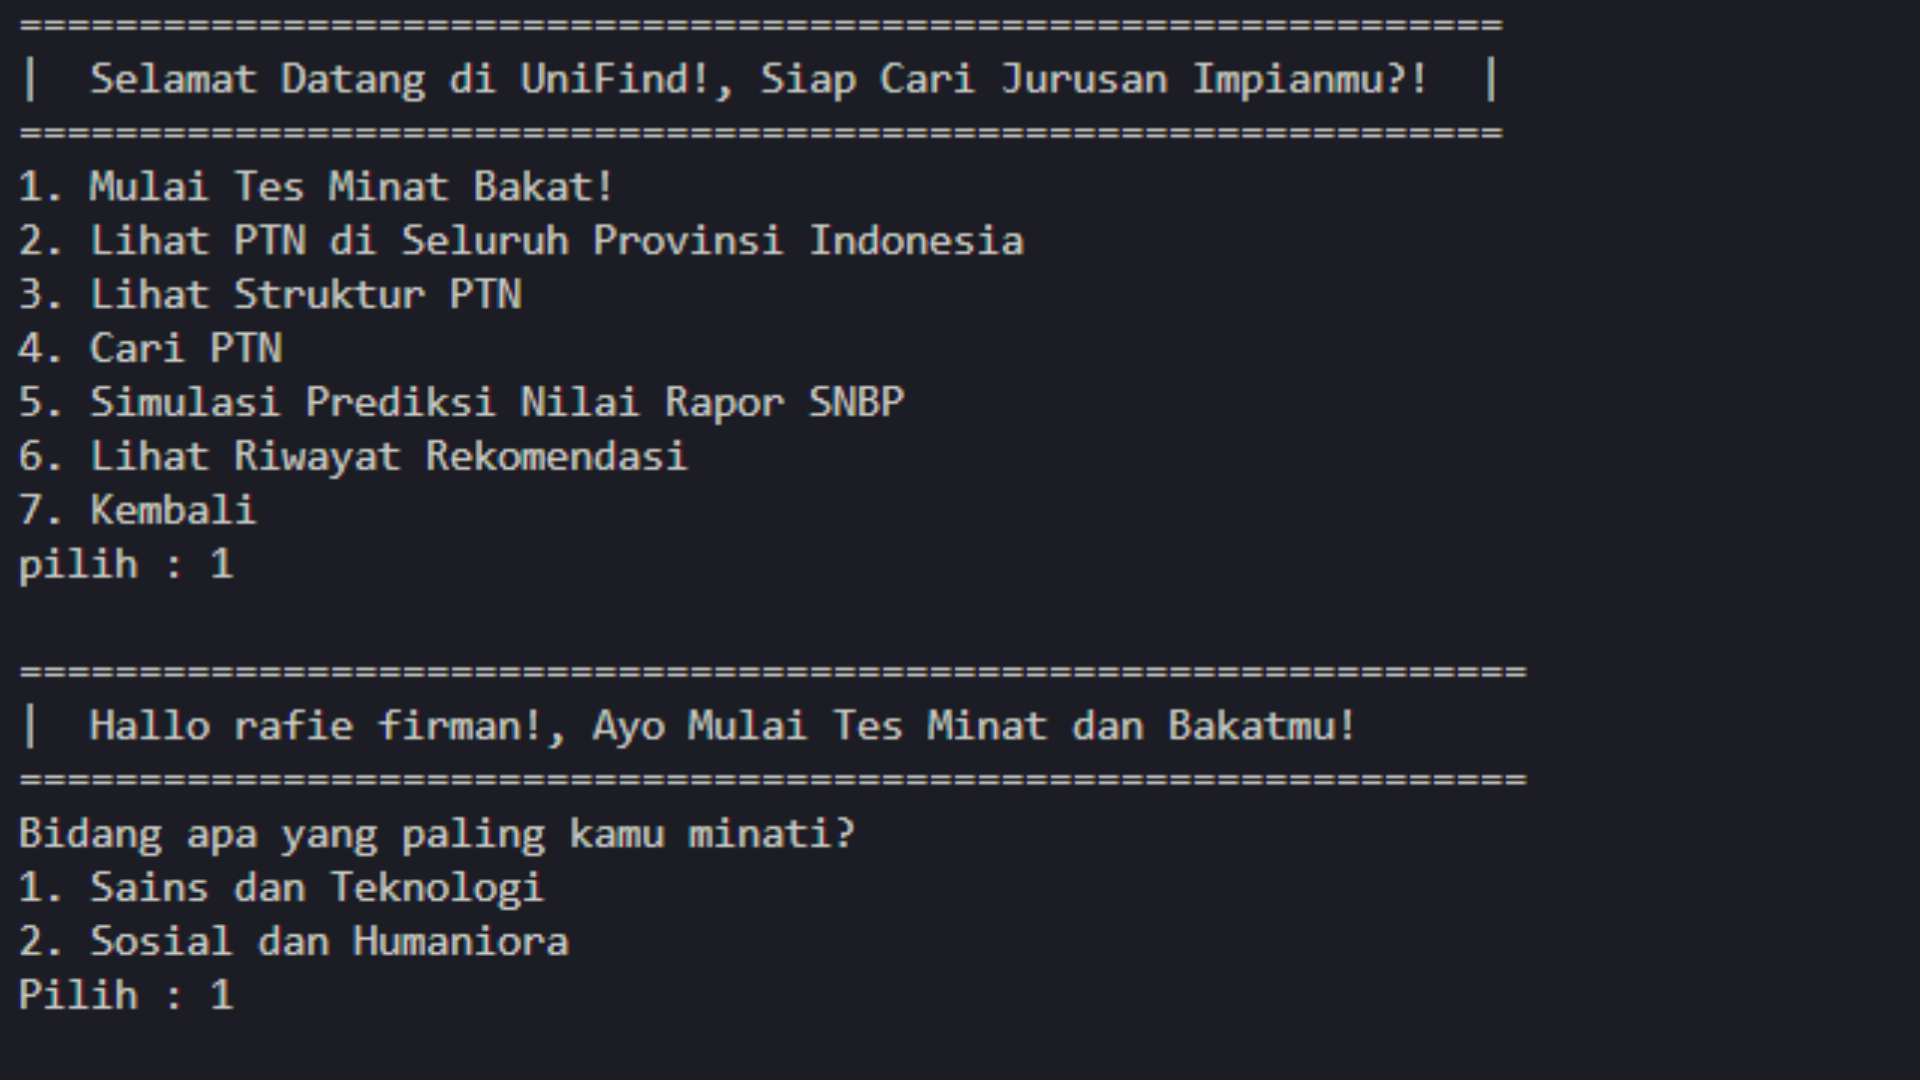 ==============================================================
|  Selamat Datang di UniFind!, Siap Cari Jurusan Impianmu?!  |
==============================================================
1. Mulai Tes Minat Bakat!
2. Lihat PTN di Seluruh Provinsi Indonesia
3. Lihat Struktur PTN
4. Cari PTN
5. Simulasi Prediksi Nilai Rapor SNBP
6. Lihat Riwayat Rekomendasi
7. Kembali
pilih : 1

===============================================================
|  Hallo rafie firman!, Ayo Mulai Tes Minat dan Bakatmu!
===============================================================
Bidang apa yang paling kamu minati?
1. Sains dan Teknologi
2. Sosial dan Humaniora
Pilih : 1